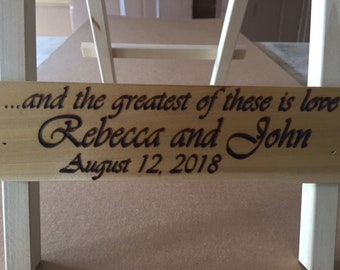 ...and the greatest of these is love
Rebecca and John
August 12, 2018